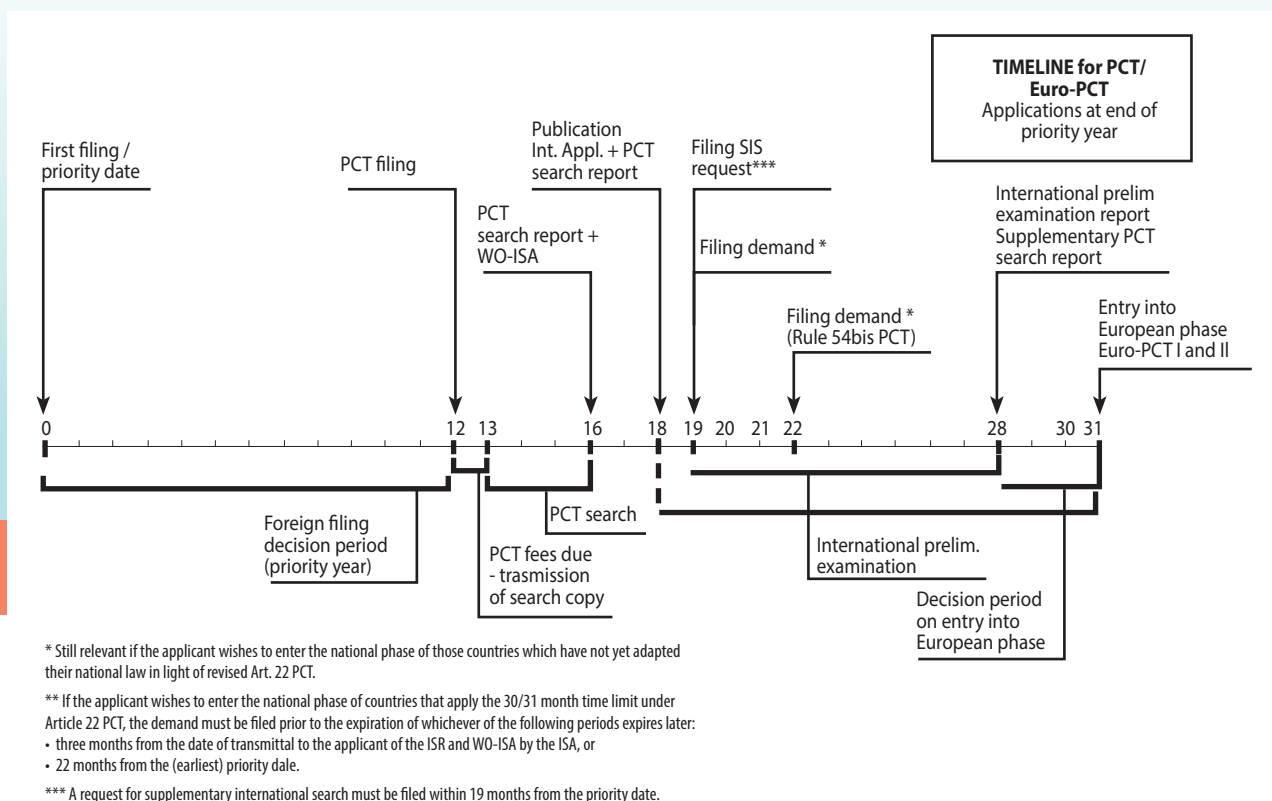 TIMELINE for PCT/
Euro-PCT
Applications at end of
priority year
First filing /
priority date
PCT filing
PCT
search report +
WO-ISA
Publication
Int. Appl. + PCT
search report
Filing SIS
request***
Filing demand *
Filing demand *
(Rule 54bis PCT)
International prelim
examination report
Supplementary PCT
search report
Entry into
European phase
Euro-PCT I and II
0 12 13 16 18 19 20 21 22 28 30 31
Foreign filing
decision period
(priority year)
PCT fees due
- trasmission
of search copy
PCT search
International prelim.
examination
Decision period
on entry into
European phase
* Still relevant if the applicant wishes to enter the national phase of those countries which have not yet adapted
their national law in light of revised Art. 22 PCT.
** If the applicant wishes to enter the national phase of countries that apply the 30/31 month time limit under
Article 22 PCT, the demand must be filed prior to the expiration of whichever of the following periods expires later:
• three months from the date of transmittal to the applicant of the ISR and WO-ISA by the ISA, or
• 22 months from the (earliest) priority dale.
*** A request for supplementary international search must be filed within 19 months from the priority date.